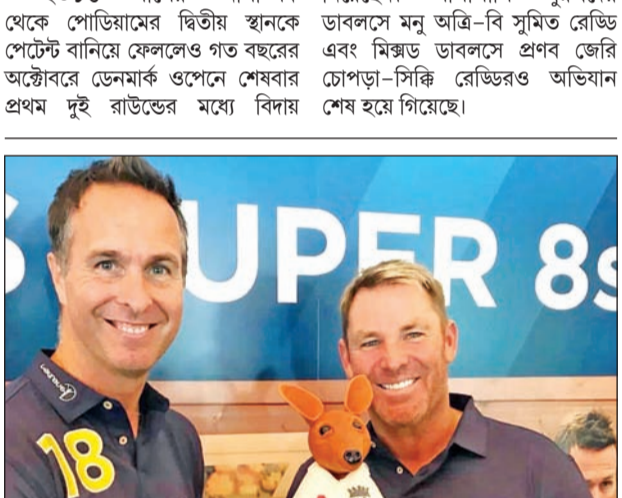 থেকে পোডিয়ামের দ্বিতীয় স্থানকে
পেটেন্ট বানিয়ে ফেললেও গত বছরের
অক্টোবরে ডেনমার্ক ওপেনে শেষবার
প্রথম দুই রাউন্ডের মধ্যে বিদায়
ডাবলসে মনু অত্রি-বি সুমিত রেড্ডি
এবং মিক্সড ডাবলসে প্রণব জেরি
চোপড়া-সিক্কি রেড্ডিরও অভিযান
শেষ হয়ে গিয়েছে।
S SUPER 8s
18